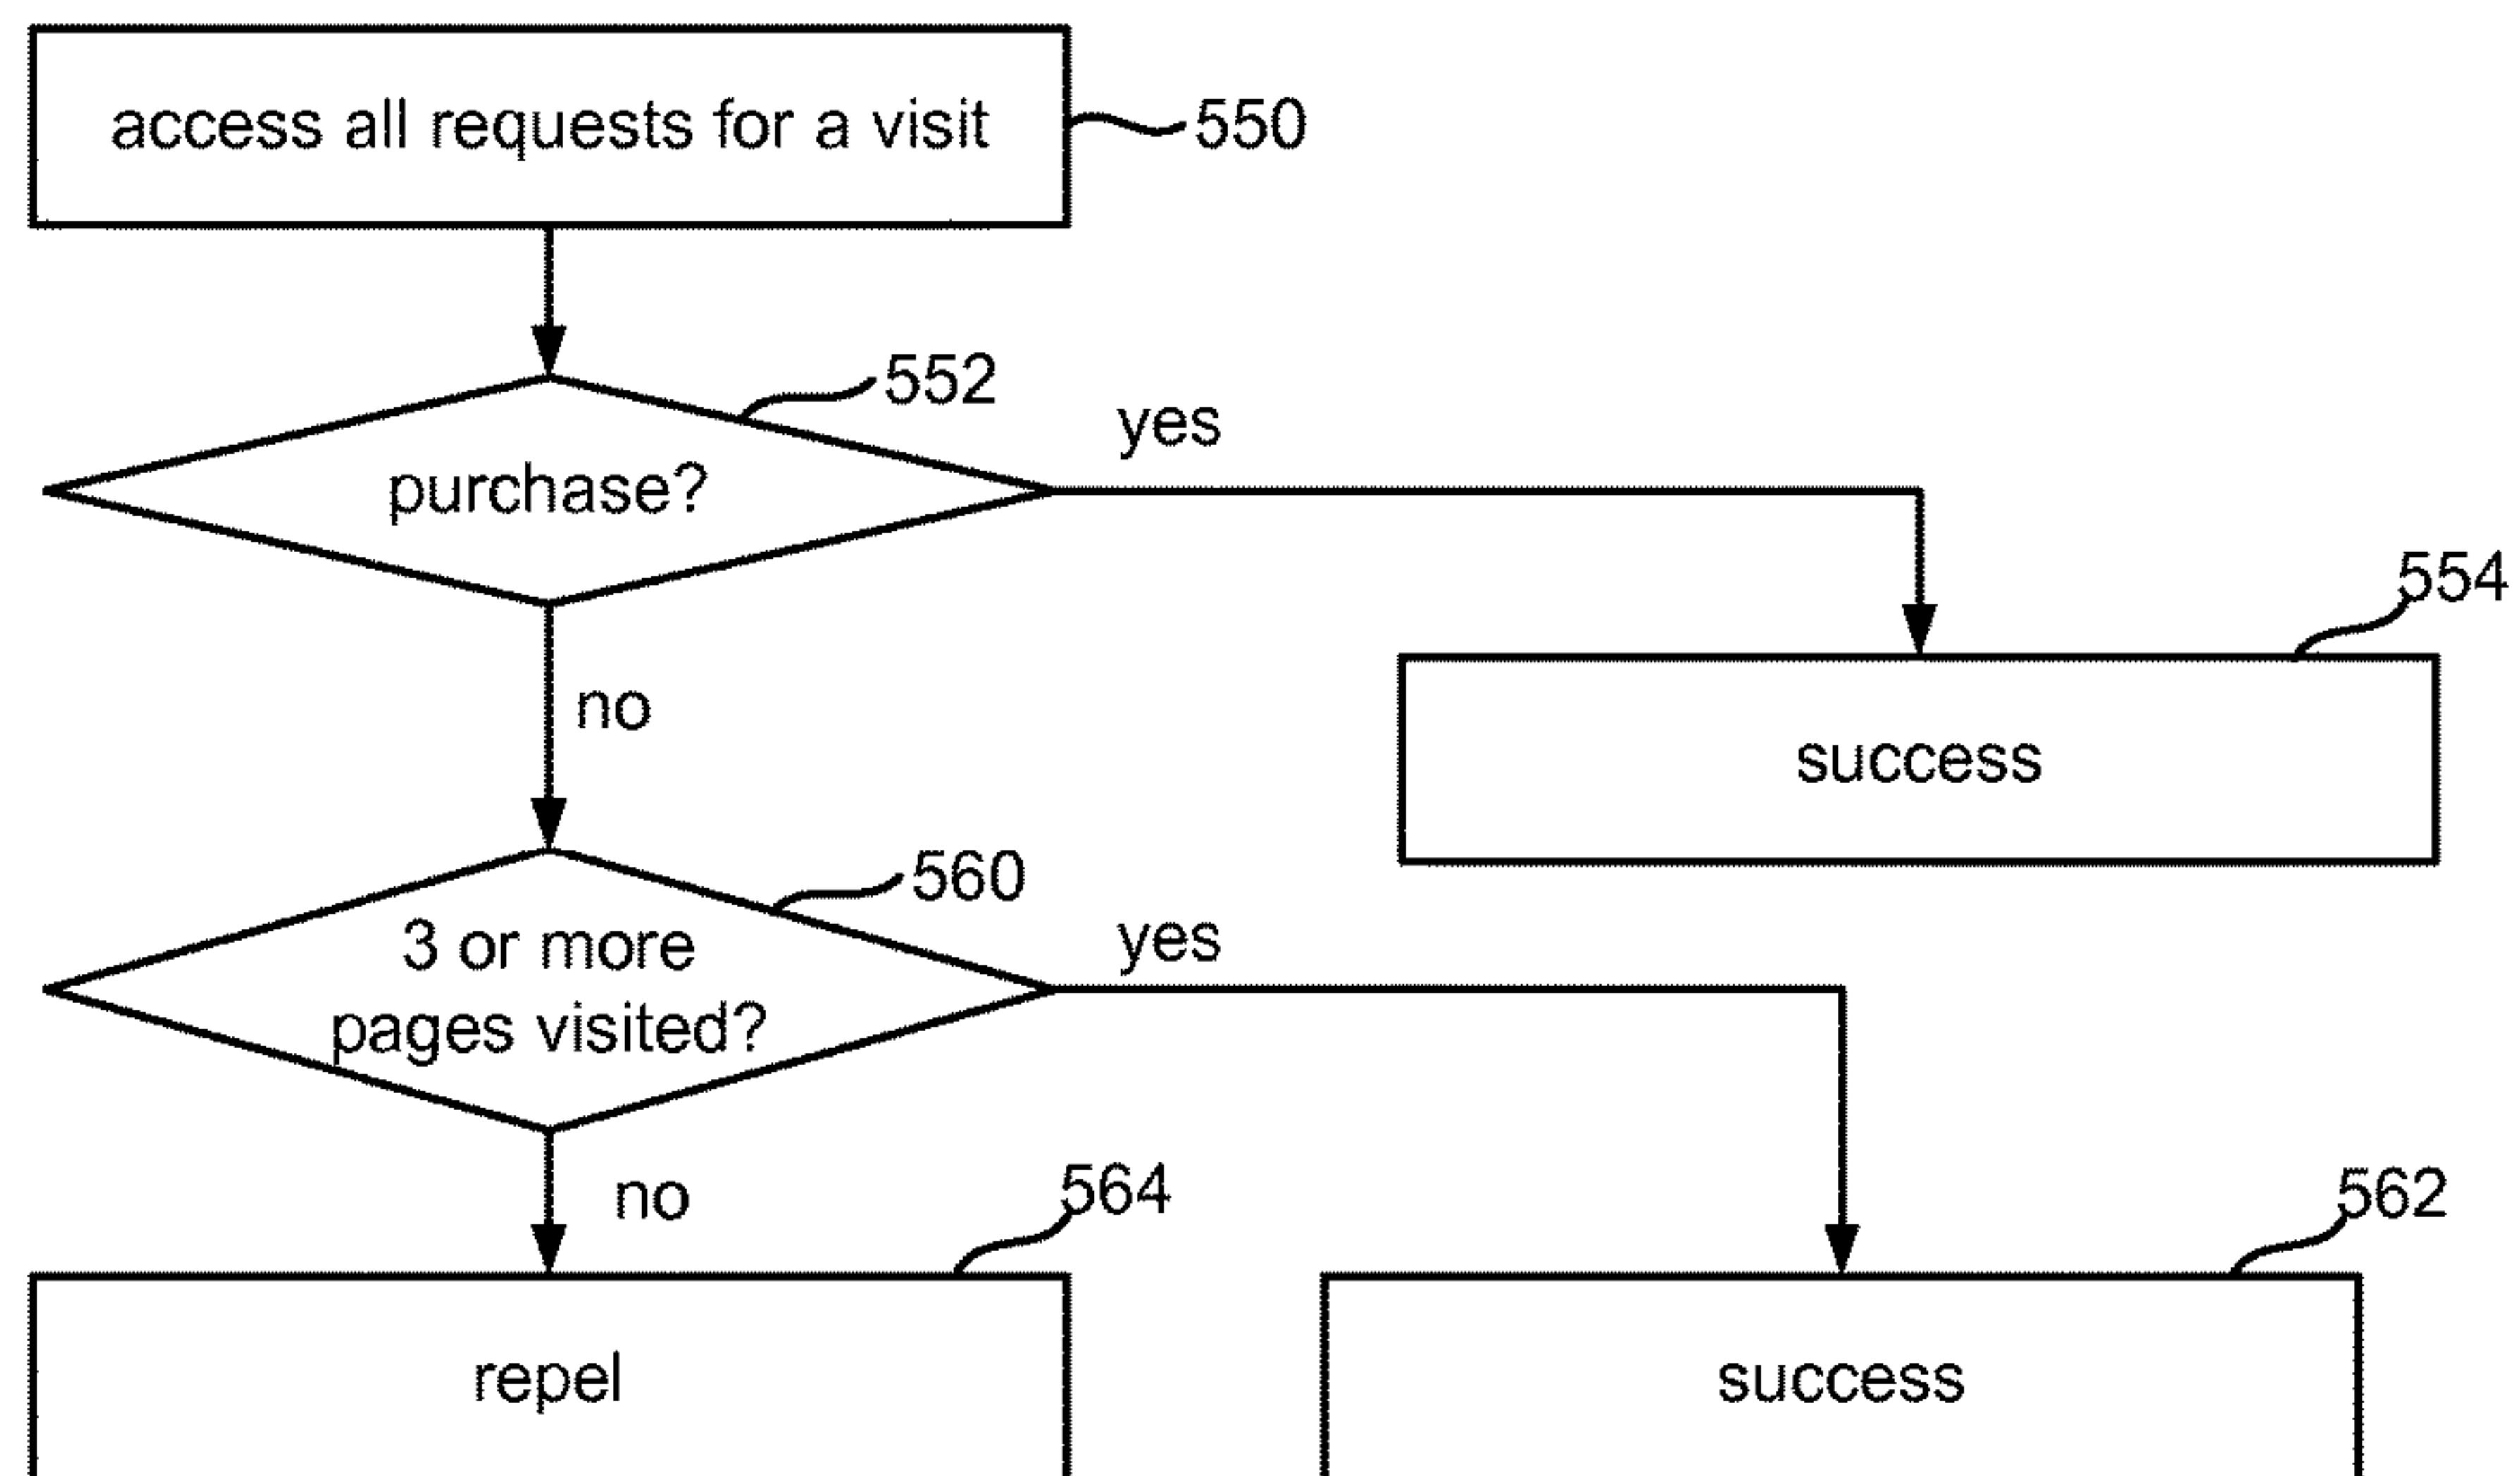 access all requests for a visit
550
552
purchase?
yes
554
no
success
560
3 or more
pages visited?
yes
564
no
562
repel
success